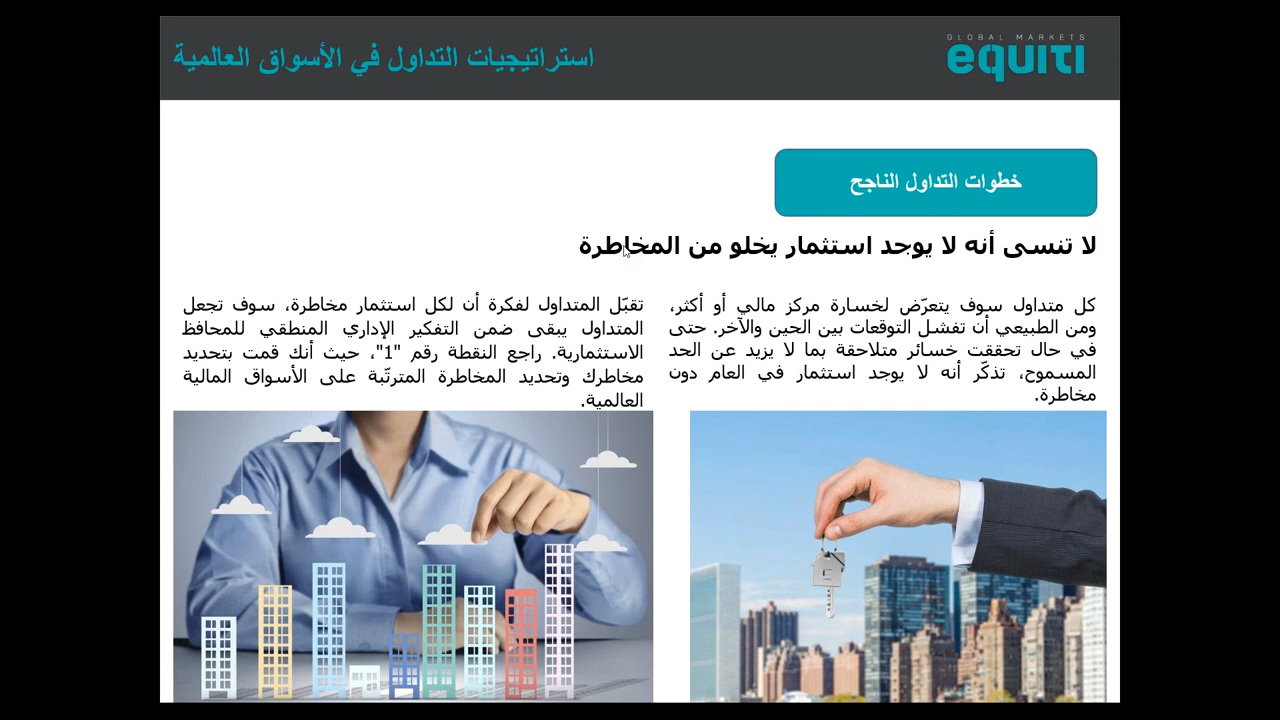 استراتيجيات التداول في الأسواق العالمية
GLOBAL MARKETS
equiti
خطوات التداول الناجح
لا تنسى أنه لا يوجد استثمار يخلو من المخاطرة
كل متداول سوف يتعرّض لخسارة مركز مالي أو أكثر،
ومن الطبيعي أن تفشل التوقعات بين الحين والآخر. حتى
في حال تحققت خسائر متلاحقة بما لا يزيد عن الحد
المسموح، تذكّر أنه لا يوجد استثمار في العام دون
مخاطرة.
تقبّل المتداول لفكرة أن لكل استثمار مخاطرة، سوف تجعل
المتداول يبقى ضمن التفكير الإداري المنطقي للمحافظ
الاستثمارية. راجع النقطة رقم "1"، حيث أنك قمت بتحديد
مخاطرك وتحديد المخاطرة المترتّبة على الأسواق المالية
العالمية.